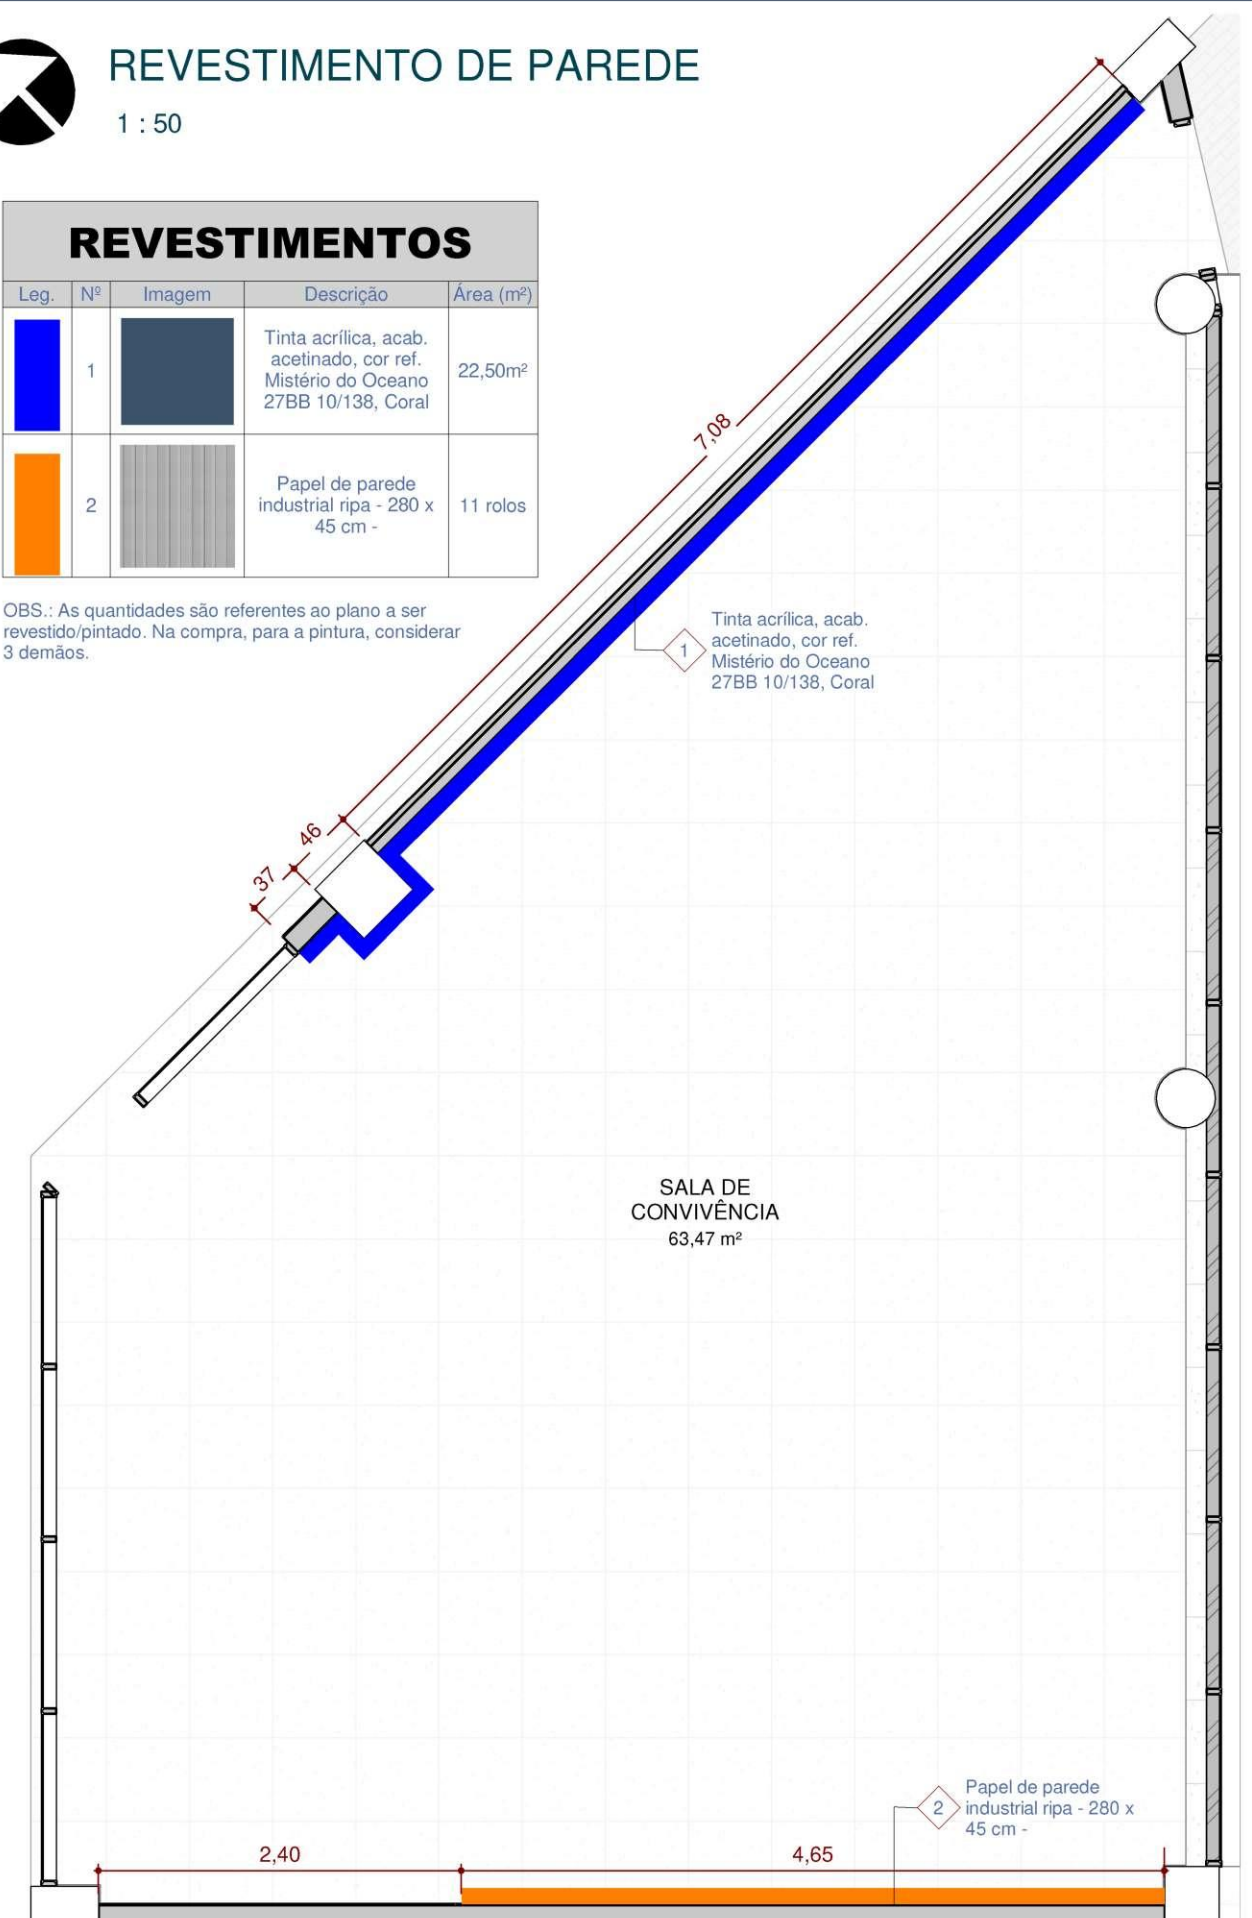 REVESTIMENTO DE PAREDE
1 : 50
REVESTIMENTOS
Leg. Nº Imagem Descrição Área (m²)
1
Tinta acrílica, acab.
acetinado, cor ref.
Mistério do Oceano
27BB 10/138, Coral
22,50m²
2
Papel de parede
industrial ripa - 280 x
45 cm -
11 rolos
OBS.: As quantidades são referentes ao plano a ser
revestido/pintado. Na compra, para a pintura, considerar
3 demãos.
7,08
1
Tinta acrílica, acab.
acetinado, cor ref.
Mistério do Oceano
27BB 10/138, Coral
46
37
SALA DE
CONVIVÊNCIA
63,47 m²
2
Papel de parede
industrial ripa - 280 x
45 cm -
2,40
4,65